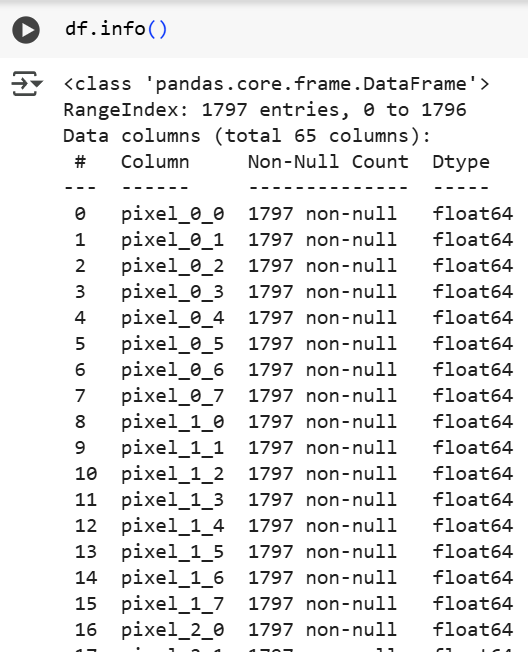 df.info()
<class 'pandas.core.frame.DataFrame'>
RangeIndex: 1797 entries, 0 to 1796
Data columns (total 65 columns):
 #   Column     Non-Null Count  Dtype
---  ------     --------------  -----
 0   pixel_0_0  1797 non-null   float64
 1   pixel_0_1  1797 non-null   float64
 2   pixel_0_2  1797 non-null   float64
 3   pixel_0_3  1797 non-null   float64
 4   pixel_0_4  1797 non-null   float64
 5   pixel_0_5  1797 non-null   float64
 6   pixel_0_6  1797 non-null   float64
 7   pixel_0_7  1797 non-null   float64
 8   pixel_1_0  1797 non-null   float64
 9   pixel_1_1  1797 non-null   float64
 10  pixel_1_2  1797 non-null   float64
 11  pixel_1_3  1797 non-null   float64
 12  pixel_1_4  1797 non-null   float64
 13  pixel_1_5  1797 non-null   float64
 14  pixel_1_6  1797 non-null   float64
 15  pixel_1_7  1797 non-null   float64
 16  pixel_2_0  1797 non-null   float64